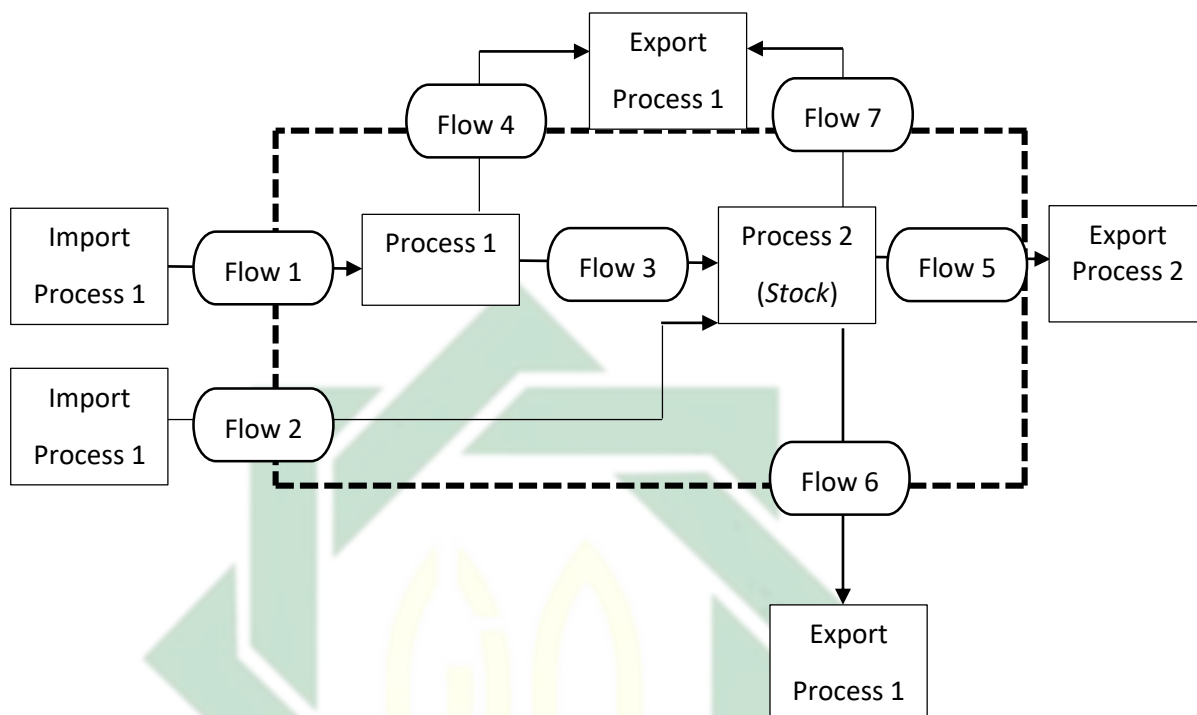 Export
Process 1
Flow 4
Flow 7
Import
Process 1
Flow 1
Process 1
Flow 3
Process 2
(Stock)
Flow 5
Export
Process 2
Import
Process 1
Flow 2
Flow 6
Export
Process 1